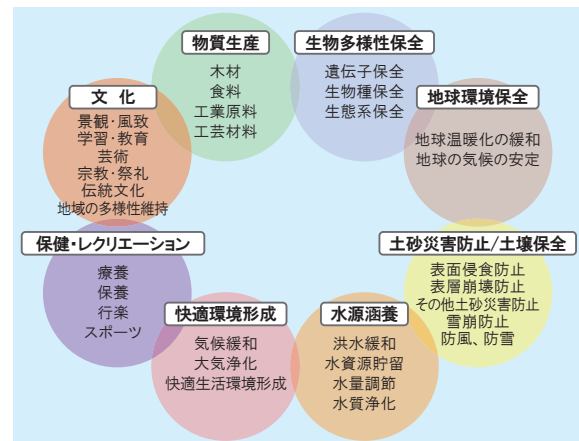 物質生産
木材
食料
工業原料
工芸材料
生物多様性保全
遺伝子保全
生物種保全
生態系保全
地球環境保全
地球温暖化の緩和
地球の気候の安定
土砂災害防止/土壌保全
表面侵食防止
表層崩壊防止
その他土砂災害防止
雪崩防止
防風、防雪
水源涵養
洪水緩和
水資源貯留
水量調節
水質浄化
快適環境形成
気候緩和
大気浄化
快適生活環境形成
保健・レクリエーション
療養
保養
行楽
スポーツ
文化
景観・風致
学習・教育
芸術
宗教・祭礼
伝統文化
地域の多様性維持